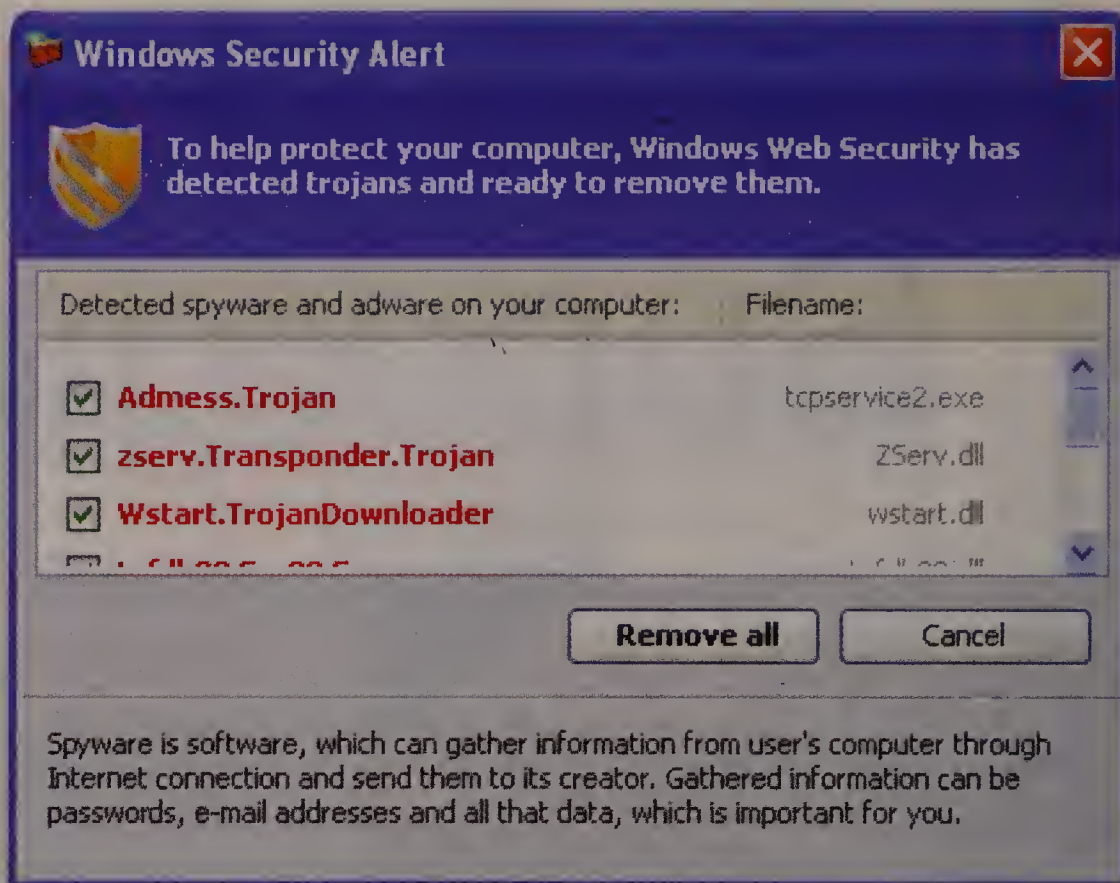 Windows Security Alert
To help protect your computer, Windows Web Security has
detected trojans and ready to remove them.
Detected spyware and adware on your computer: Filename:
Admess.Trojan tcpservice2.exe
zserv.Transponder.Trojan ZServ.dll
Wstart.TrojanDownloader wstart.dll
Remove all Cancel
Spyware is software, which can gather information from user's computer through
Internet connection and send them to its creator. Gathered information can be
passwords, e-mail addresses and all that data, which is important for you.